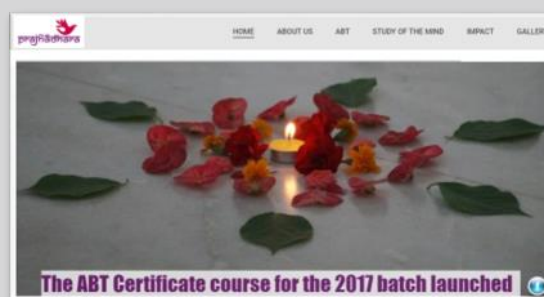 prajñādhara
HOME ABOUT US ABT STUDY OF THE MIND IMPACT GALLERY
The ABT Certificate course for the 2017 batch launched